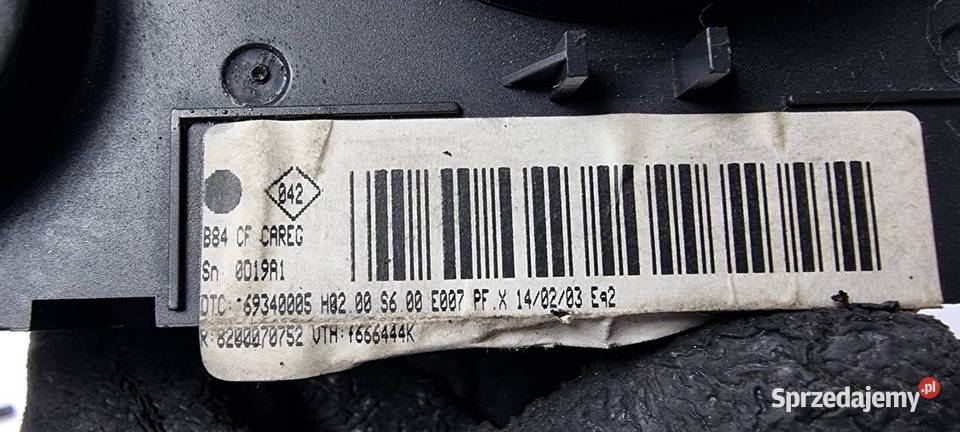 042
B84 CF CAREG
Sn 0D19A1
DTC: 69340005 H02.00 S6.00 E007 PF.X 14/02/03 Eq2
R:8200070752 VTH:f666444K
Sprzedajemy.pl